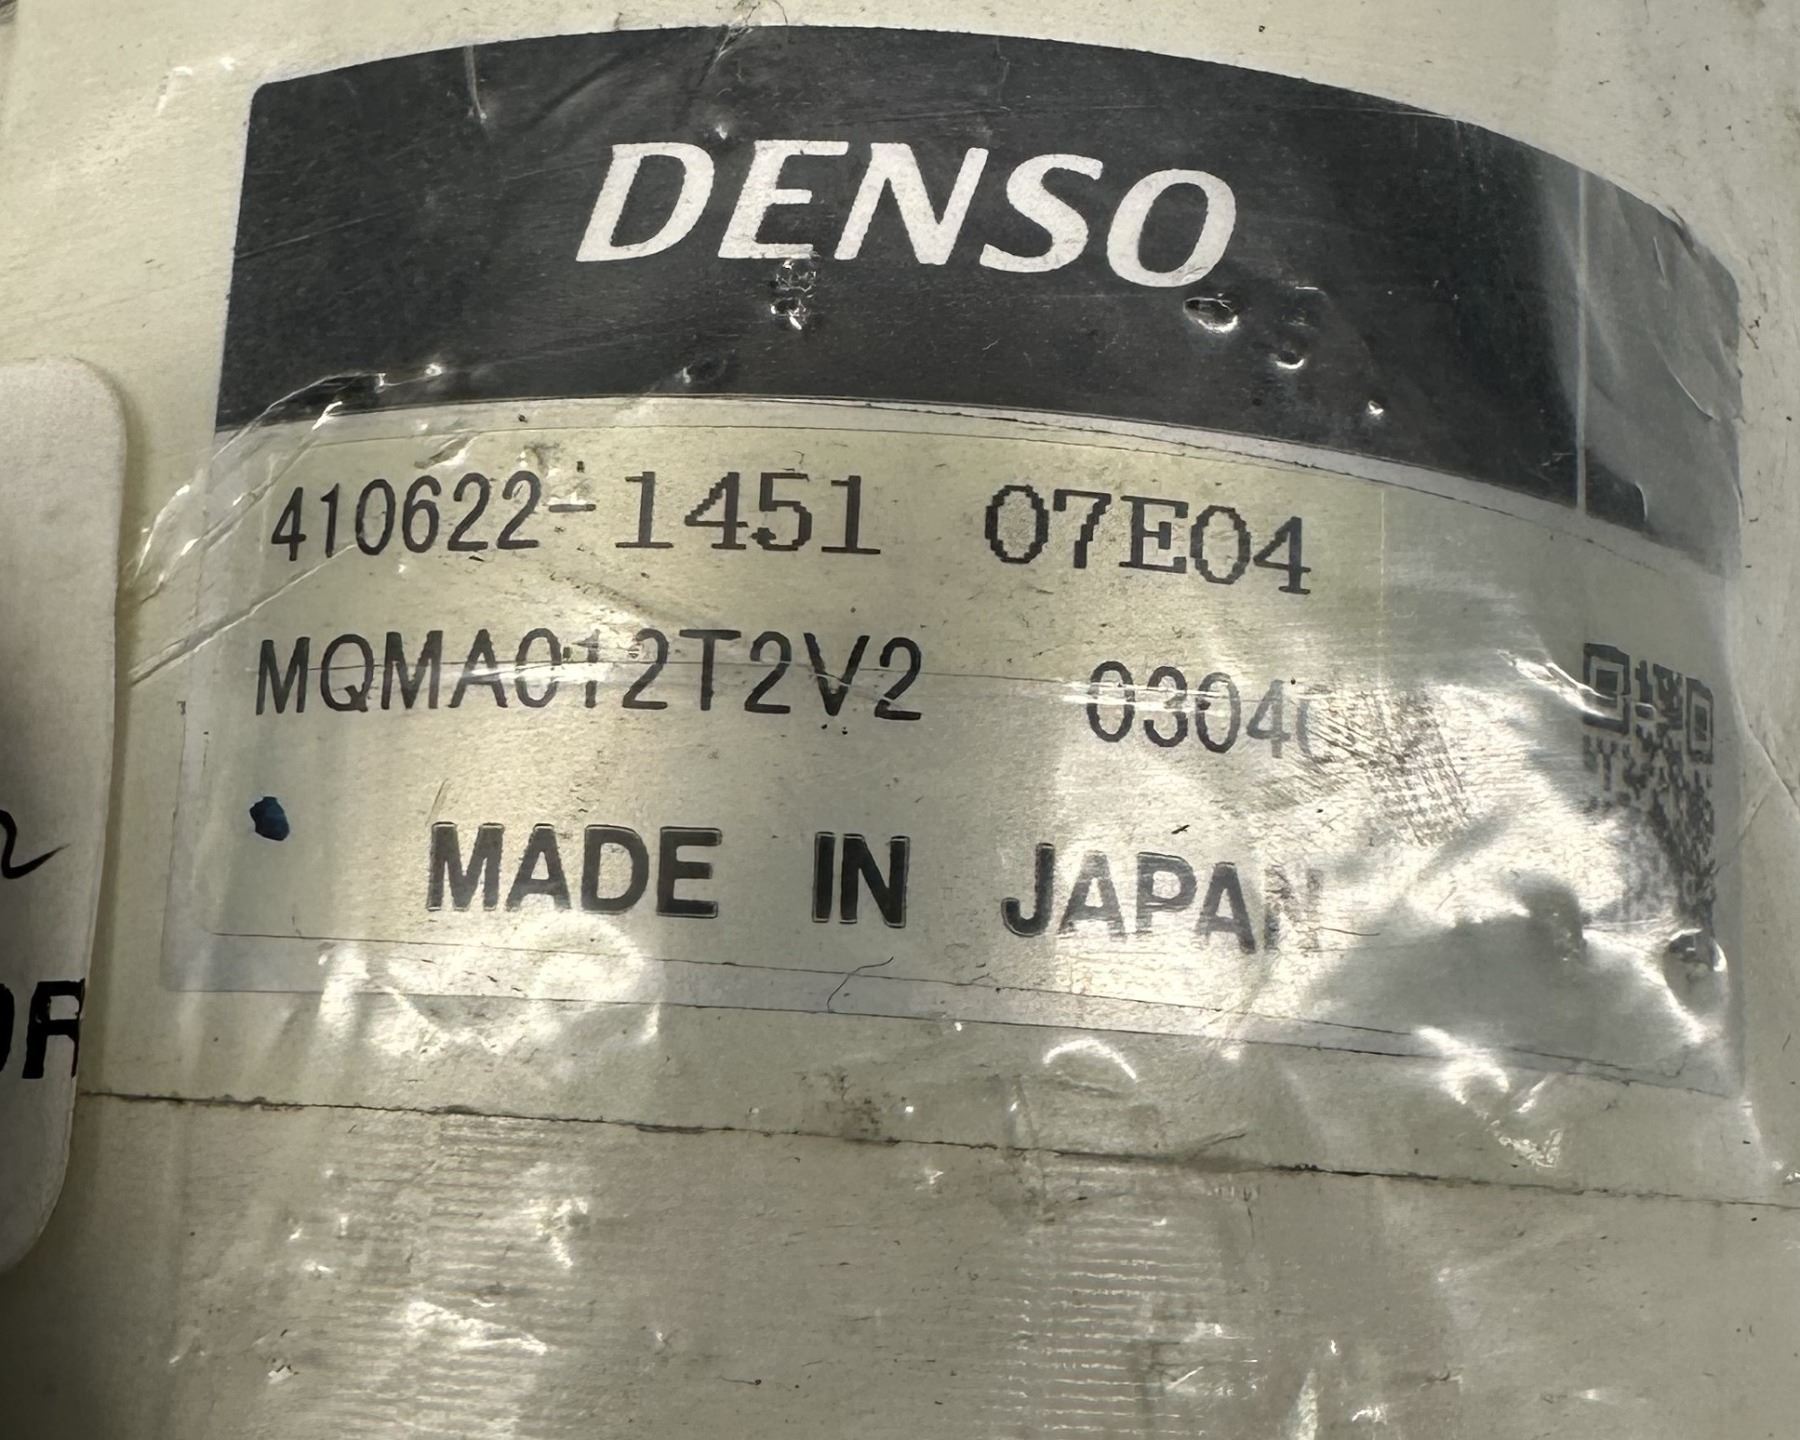 DENSO
410622-1451 07E04
MQMA012T2V2
MADE IN JAPAN